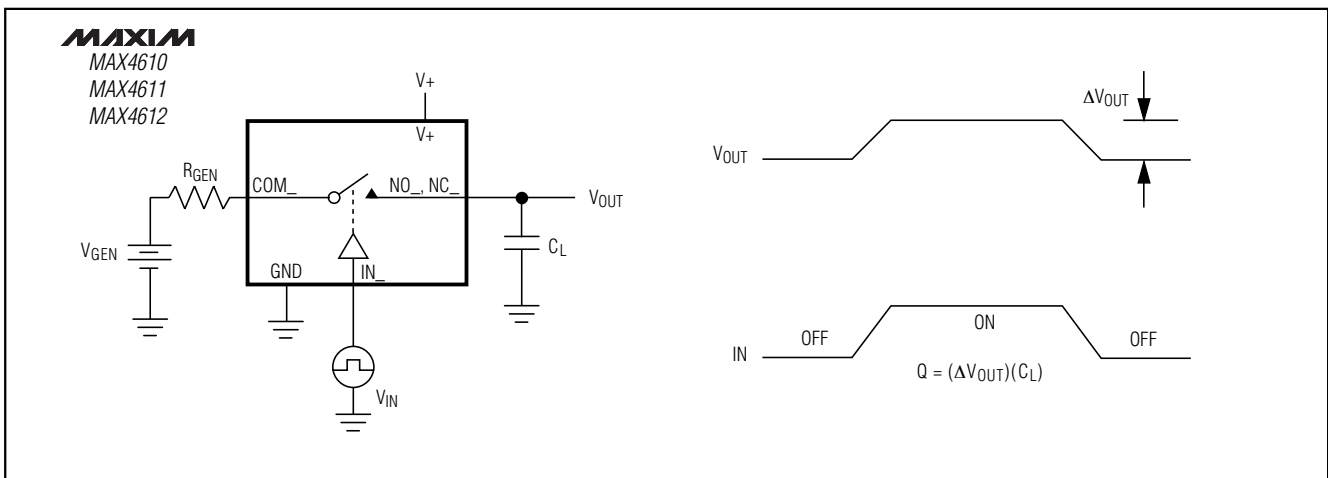 MAXIM
MAX4610
MAX4611
MAX4612
V+
V+
RGEN
COM_
NO_, NC_
VOUT
VGEN
CL
GND
IN_
VIN
ΔVOUT
VOUT
OFF
ON
OFF
IN
Q = (ΔVOUT)(CL)